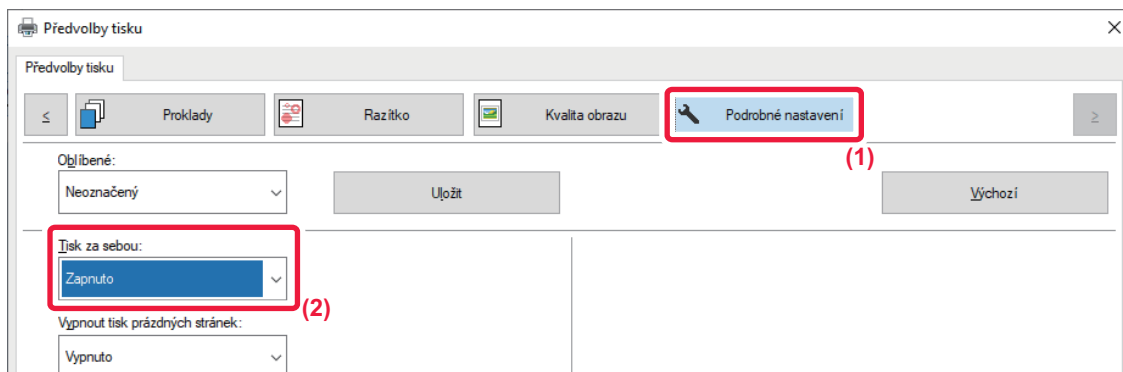 Předvolby tisku
Předvolby tisku
≤ Proklady Razítko Kvalita obrazu Podrobné nastavení ≥
(1)
Oblíbené:
Neoznačený Uložit Výchozí
Tisk za sebou:
Zapnuto
(2)
Vypnout tisk prázdných stránek:
Vypnuto